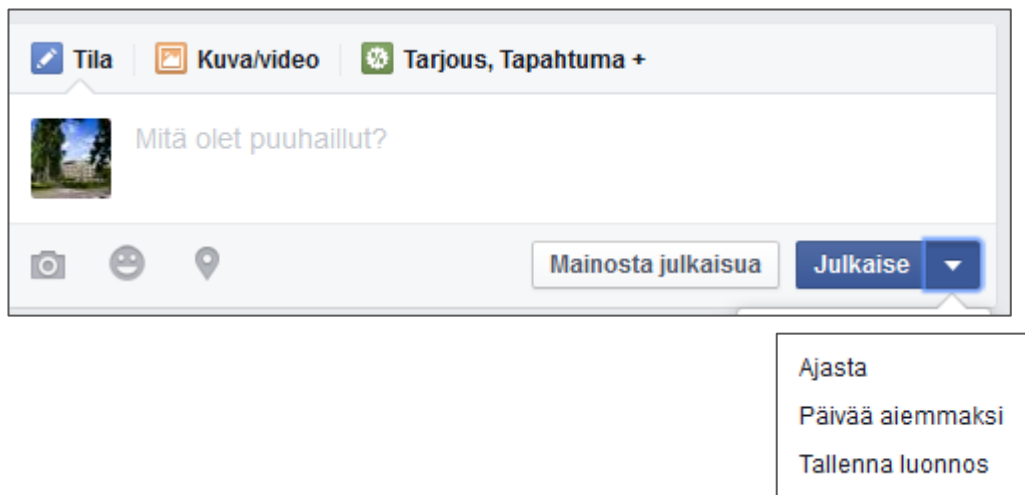 Tila Kuva/video Tarjous, Tapahtuma +
Mitä olet puuhaillut?
Mainosta julkaisua Julkaise
Ajasta
Päivää aiemmaksi
Tallenna luonnos